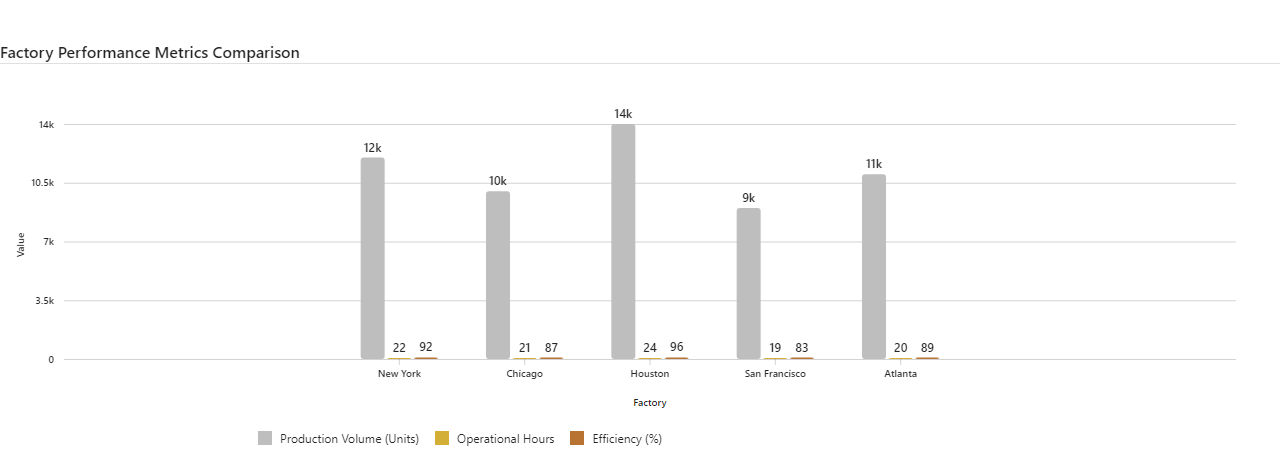 Factory Performance Metrics Comparison
14k
14k
12k
11k
10.5k
10k
9k
7k
Value
3.5k
22 92 21 87 24 96 19 83 20 89
0
New York Chicago Houston San Francisco Atlanta
Factory
Production Volume (Units) Operational Hours Efficiency (%)